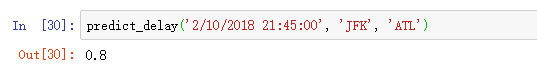 In [30]: predict_delay('2/10/2018 21:45:00', 'JFK', 'ATL')
Out[30]: 0.8